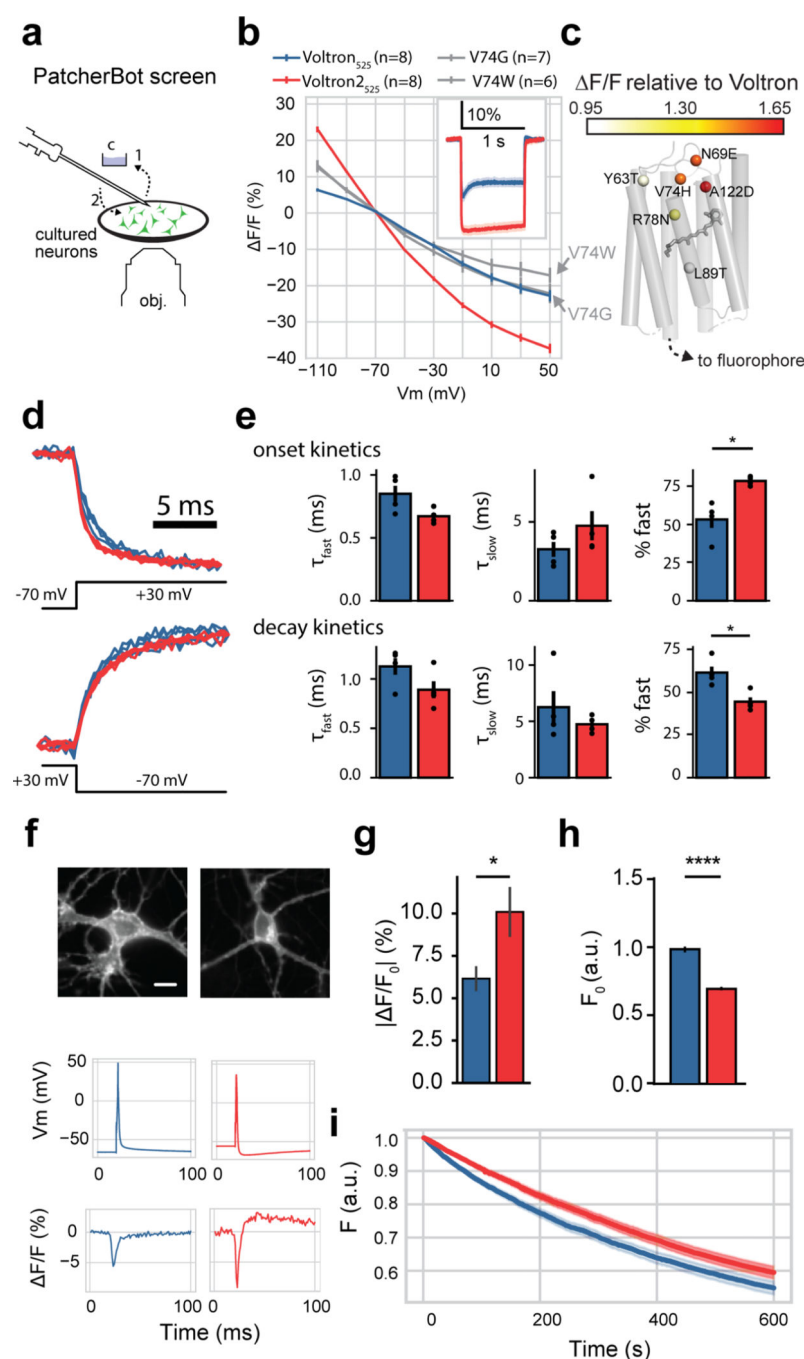 a
PatcherBot screen
c
1
2
cultured
neurons
obj.
b
Voltron525 (n=8)
Voltron2525 (n=8)
V74G (n=7)
V74W (n=6)
ΔF/F (%)
30
20
10
0
−10
−20
−30
−40
10%
1 s
V74W
V74G
−110
−70
−30
10
50
Vm (mV)
c
ΔF/F relative to Voltron
0.95
1.30
1.65
N69E
Y63T
V74H
A122D
R78N
L89T
to fluorophore
d
5 ms
-70 mV
+30 mV
+30 mV
-70 mV
e
onset kinetics
τfast (ms)
1.0
0.5
0.0
τslow (ms)
5
0
% fast
75
50
25
0
*
decay kinetics
τfast (ms)
1.0
0.5
0.0
τslow (ms)
10
5
0
% fast
75
50
25
0
*
f
Vm (mV)
50
0
−50
0
100
0
100
ΔF/F (%)
0
−5
0
100
0
100
Time (ms)
g
*
|ΔF/F0| (%)
10.0
7.5
5.0
2.5
0.0
h
****
F0 (a.u.)
1.5
1.0
0.5
0.0
i
F (a.u.)
1.0
0.9
0.8
0.7
0.6
0
200
400
600
Time (s)